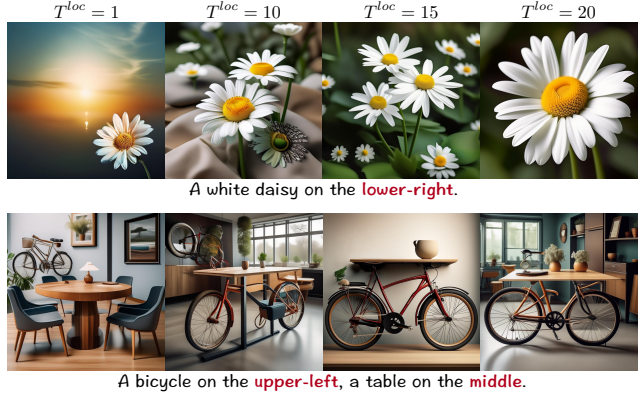 T^{loc} = 1 T^{loc} = 10 T^{loc} = 15 T^{loc} = 20
A white daisy on the lower-right.
A bicycle on the upper-left, a table on the middle.